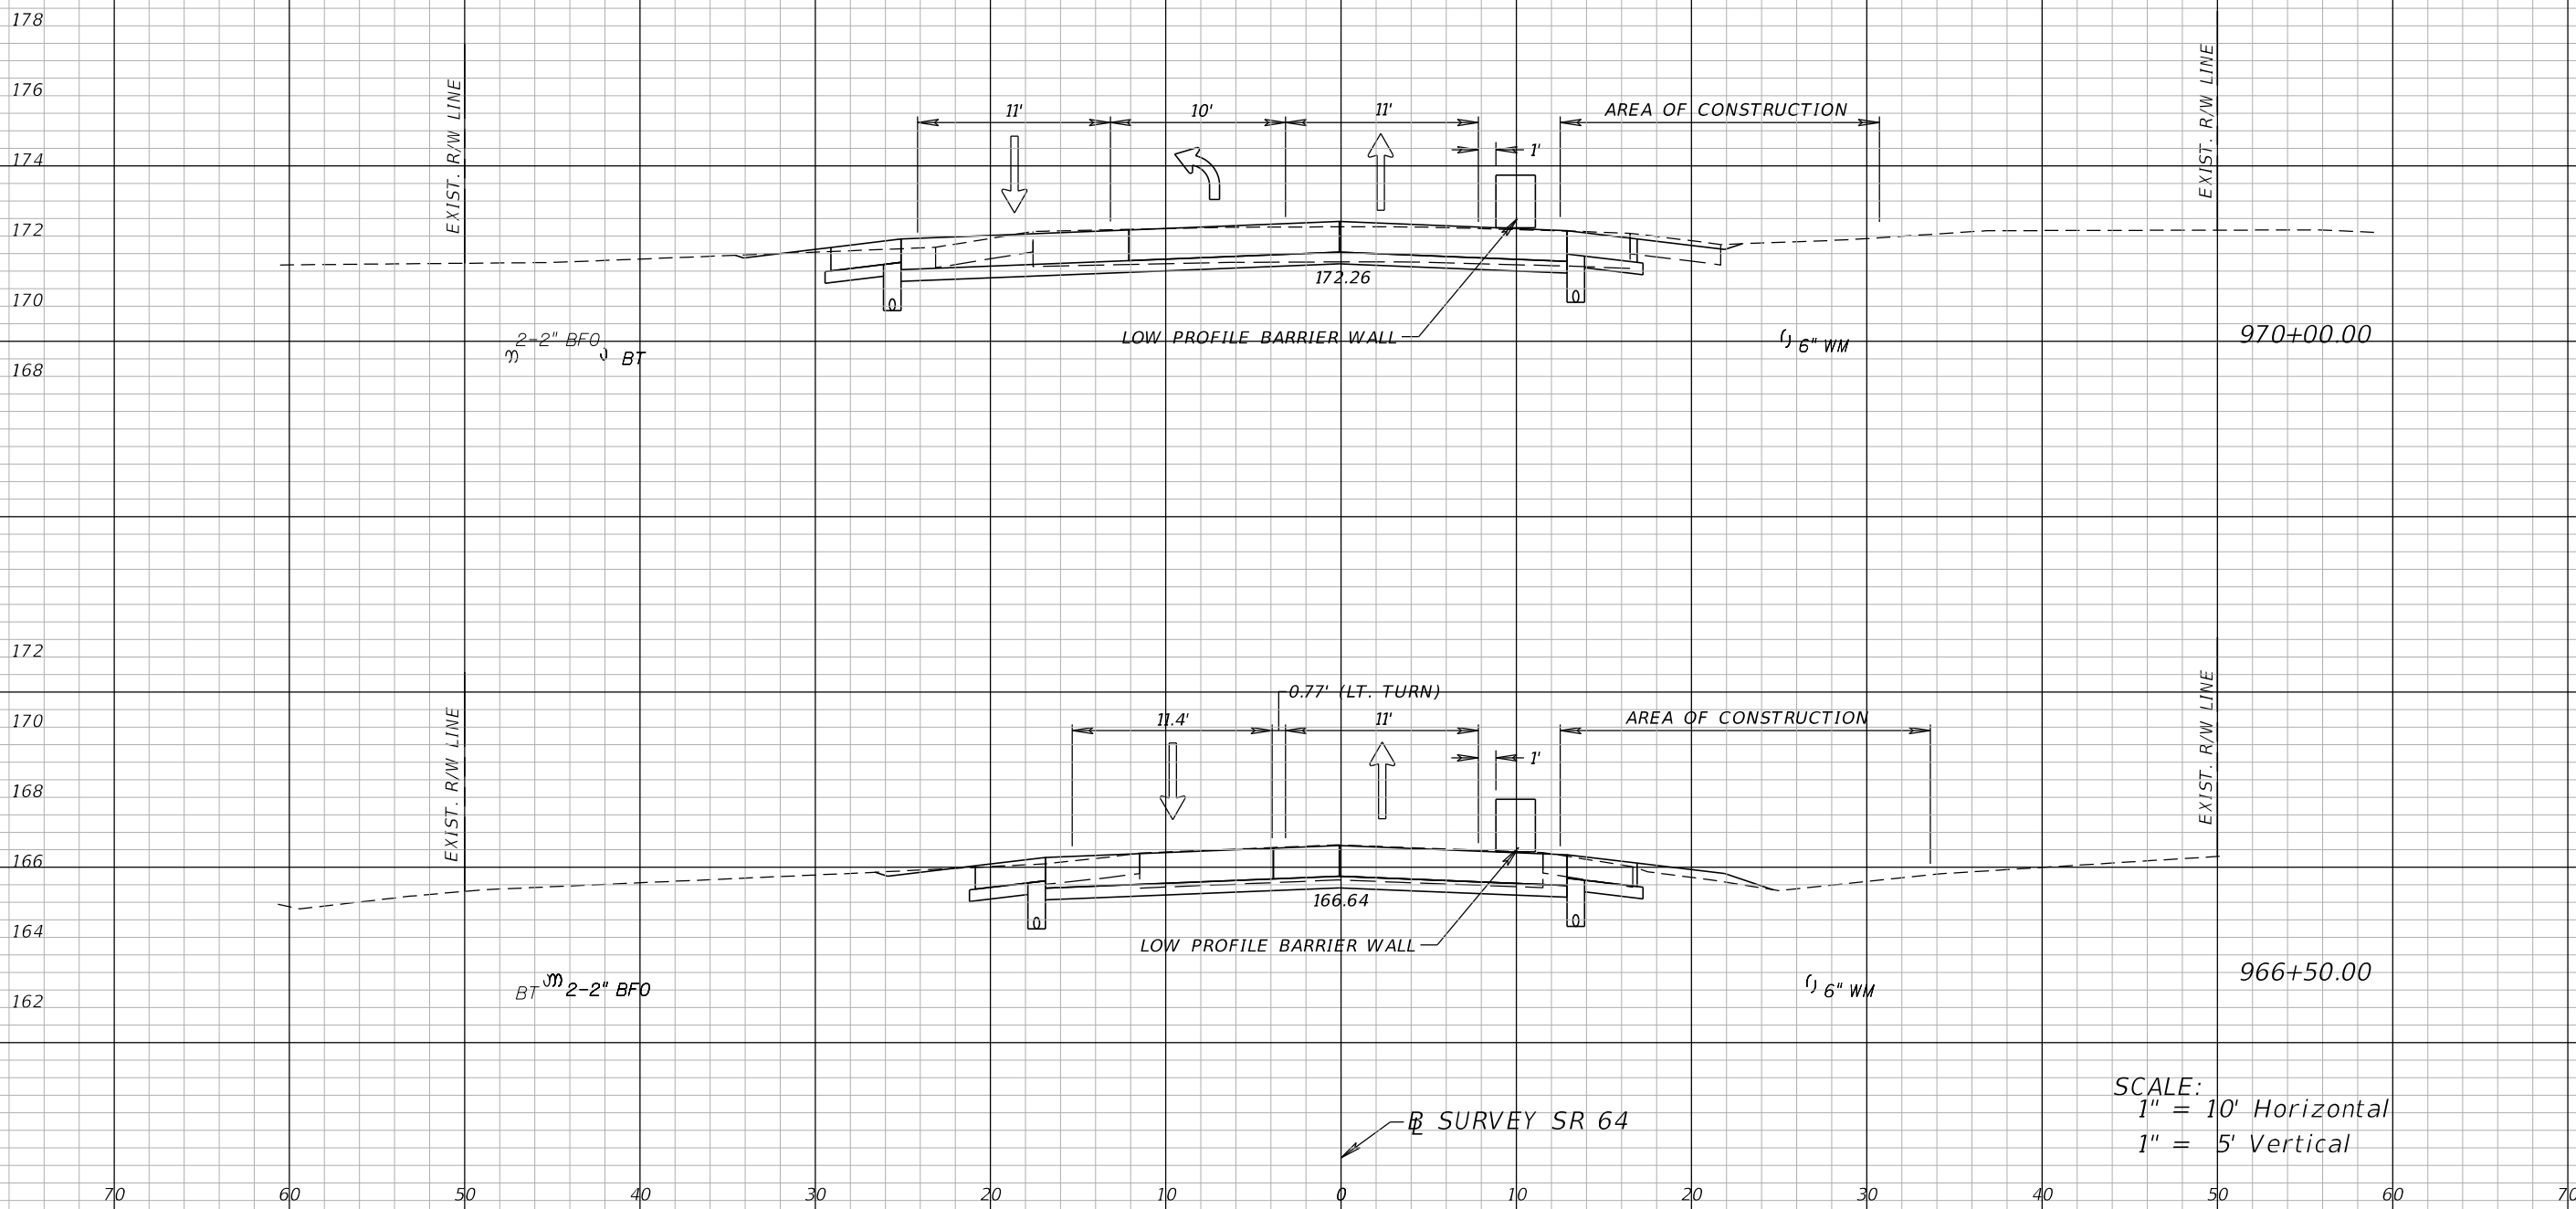 178
176
174
172
170
168
EXIST. R/W LINE
EXIST. R/W LINE
11'
10'
11'
AREA OF CONSTRUCTION
1'
172.26
LOW PROFILE BARRIER WALL
2-2" BFO
BT
6" WM
970+00.00
172
170
168
166
164
162
EXIST. R/W LINE
EXIST. R/W LINE
0.77' (LT. TURN)
11.4'
11'
AREA OF CONSTRUCTION
1'
166.64
LOW PROFILE BARRIER WALL
BT
2-2" BFO
6" WM
966+50.00
BL SURVEY SR 64
SCALE:
1" = 10' Horizontal
1" = 5' Vertical
70 60 50 40 30 20 10 0 10 20 30 40 50 60 70